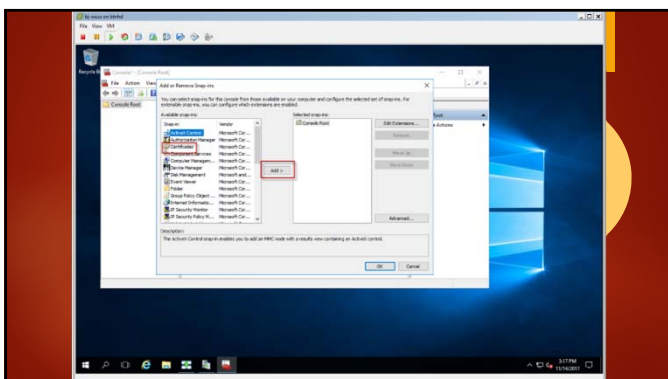 File View VM
File Action View
Add or Remove Snap-ins
You can select snap-ins for this console from those available on your computer and configure the selected set of snap-ins. For
extensible snap-ins, you can configure which extensions are enabled.
Available snap-ins:
Selected snap-ins:
Snap-in Vendor
ActiveX Control Microsoft Cor...
Authorization Manager Microsoft Cor...
Certificates Microsoft Cor...
Component Services Microsoft Cor...
Computer Managem... Microsoft Cor...
Device Manager Microsoft Cor...
Disk Management Microsoft and...
Event Viewer Microsoft Cor...
Folder Microsoft Cor...
Group Policy Object ... Microsoft Cor...
Internet Informatio... Microsoft Cor...
IP Security Monitor Microsoft Cor...
IP Security Policy M... Microsoft Cor...
Add >
Console Root
Edit Extensions...
Remove
Move Up
Move Down
Advanced...
Description:
The ActiveX Control snap-in enables you to add an MMC node with a results view containing an ActiveX control.
OK Cancel
Console Root
Actions
3:17 PM
11/14/2017